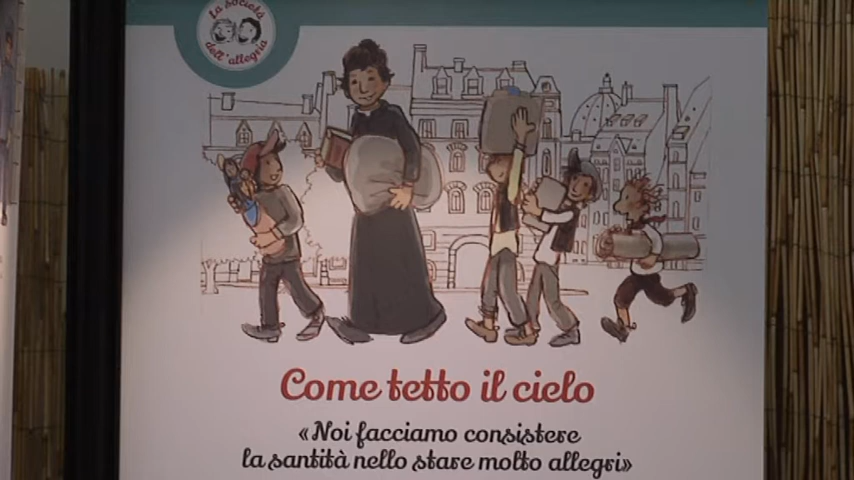 La società
dell'allegria
Come tetto il cielo
«Noi facciamo consistere
la santità nello stare molto allegri»